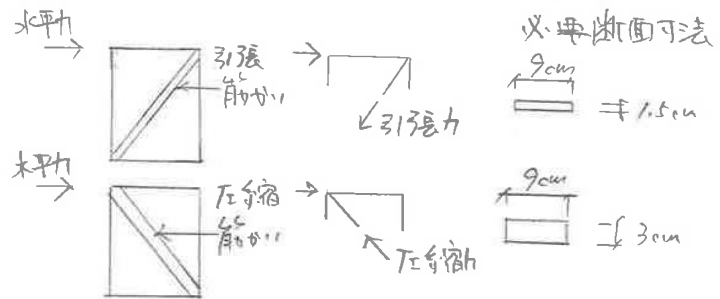 水平力
必要断面寸法
引張
筋かい
引張力
9cm
1.5cm
水平力
圧縮
筋かい
圧縮力
9cm
3cm